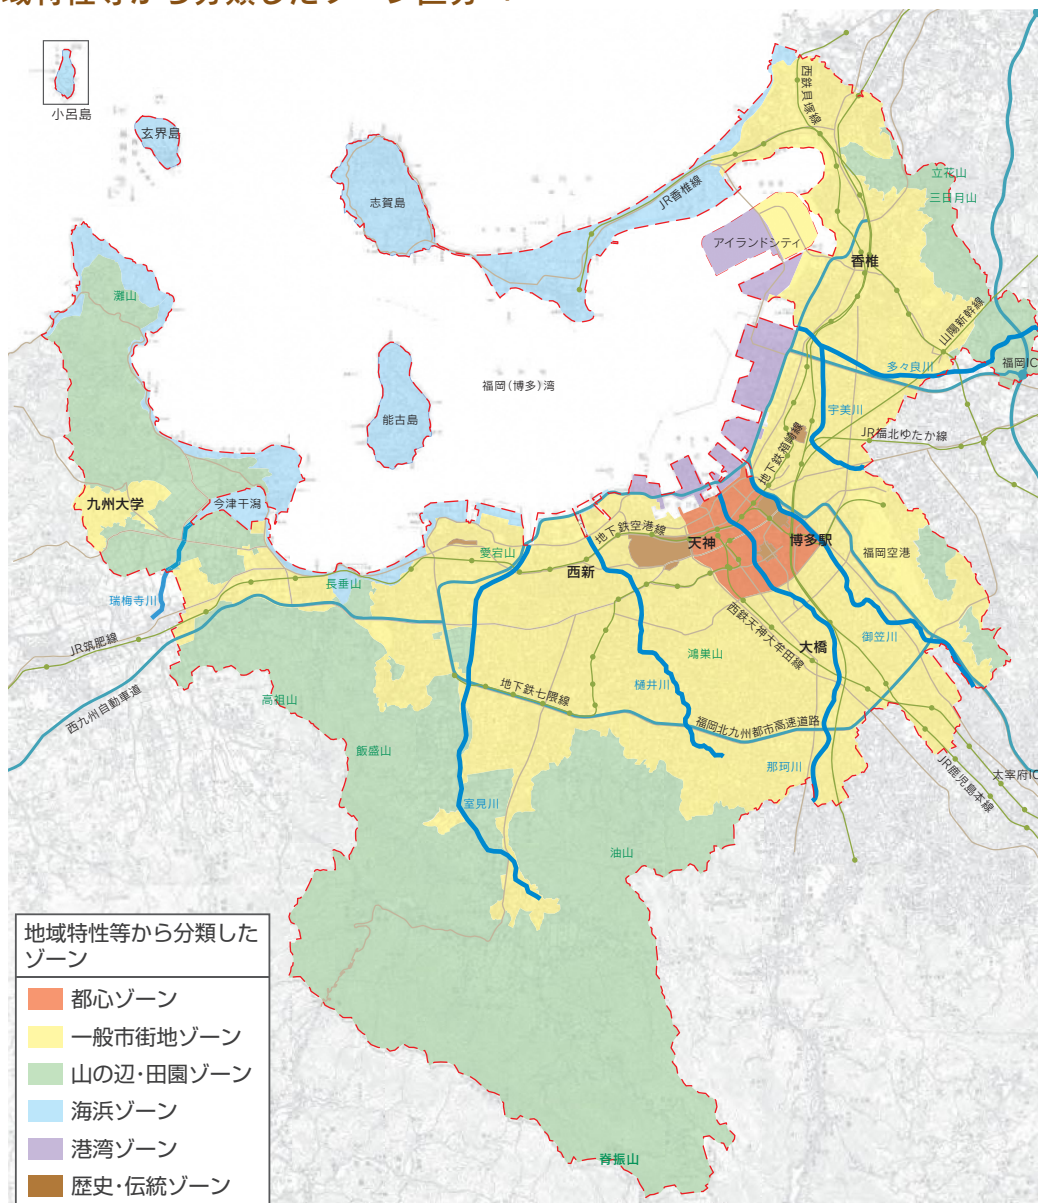 域特性等から分類したゾーン区分
小呂島
玄界島
志賀島
西鉄貝塚線
立花山
三日月山
JR香椎線
アイランドシティ
香椎
灘山
山陽新幹線
福岡IC
多々良川
能古島
福岡(博多)湾
宇美川
JR福北ゆたか線
地下鉄箱崎線
九州大学
今津干潟
地下鉄空港線
天神
博多駅
福岡空港
愛宕山
西新
長垂山
瑞梅寺川
西鉄天神大牟田線
御笠川
大橋
JR筑肥線
鴻巣山
樋井川
西九州自動車道
高祖山
地下鉄七隈線
福岡北九州都市高速道路
飯盛山
那珂川
太宰府IC
JR鹿児島本線
室見川
油山
脊振山
地域特性等から分類した
ゾーン
都心ゾーン
一般市街地ゾーン
山の辺・田園ゾーン
海浜ゾーン
港湾ゾーン
歴史・伝統ゾーン